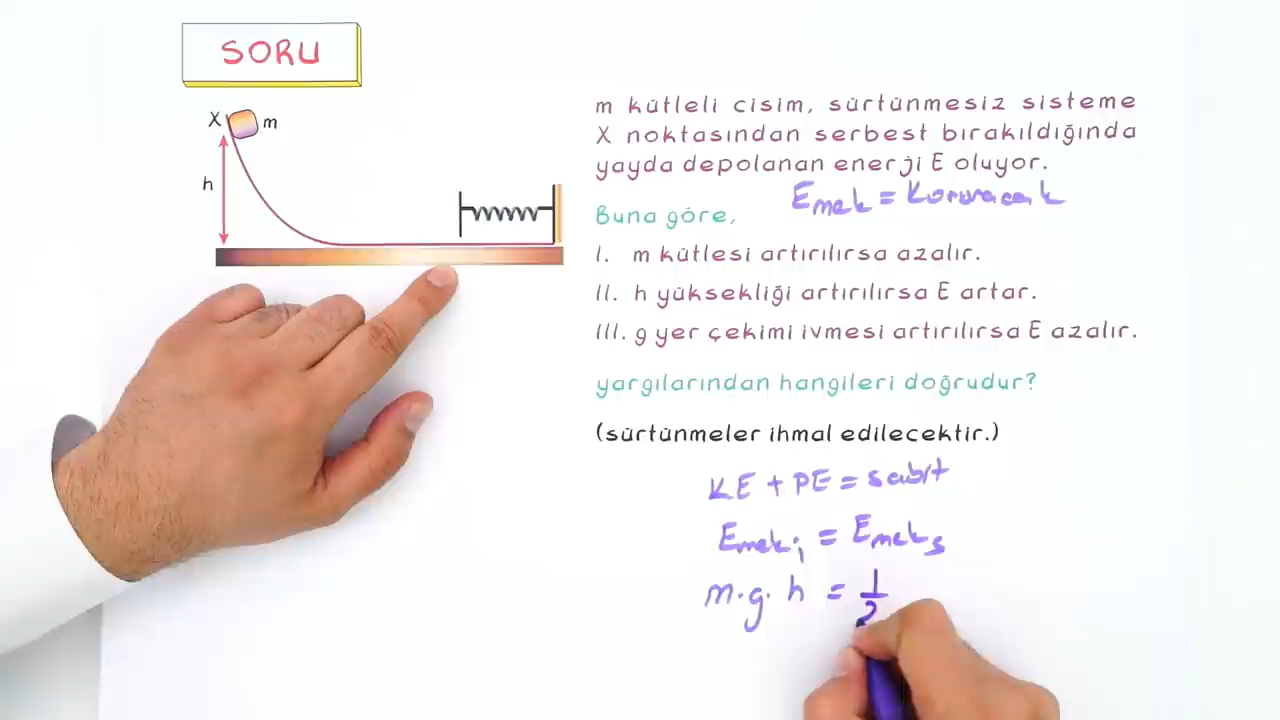 SORU
X
m
h
m kütleli cisim, sürtünmesiz sisteme
X noktasından serbest bırakıldığında
yayda depolanan enerji E oluyor.
Emek = Korunacak
Buna göre,
I. m kütlesi artırılırsa azalır.
II. h yüksekliği artırılırsa E artar.
III. g yer çekimi ivmesi artırılırsa E azalır.
yargılarından hangileri doğrudur?
(sürtünmeler ihmal edilecektir.)
KE + PE = sabit
Emek i = Emek s
m.g.h = 1/2